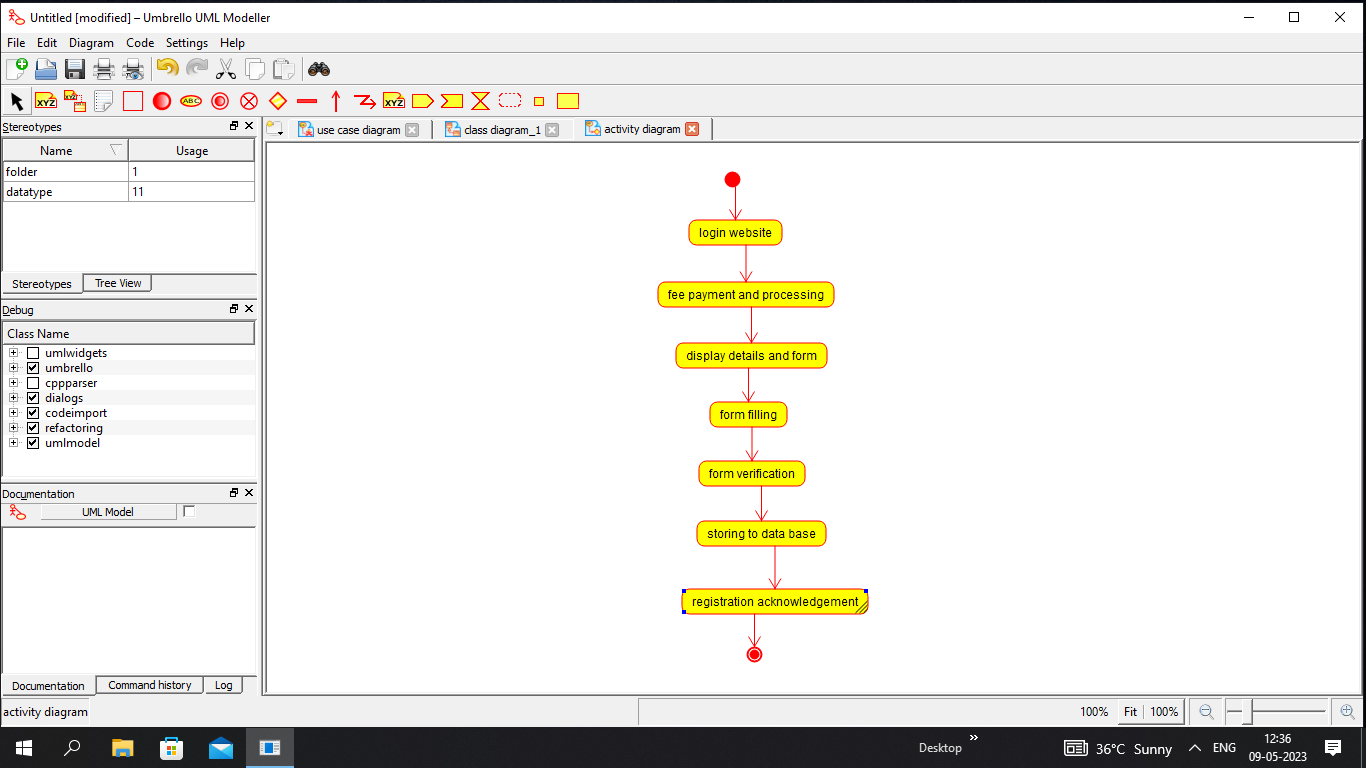 Untitled [modified] – Umbrello UML Modeller
File Edit Diagram Code Settings Help
XYZ XYZ ABC XYZ
Stereotypes
Name Usage
folder 1
datatype 11
Stereotypes Tree View
Debug
Class Name
umlwidgets
umbrello
cppparser
dialogs
codeimport
refactoring
umlmodel
Documentation
UML Model
Documentation Command history Log
use case diagram class diagram_1 activity diagram
login website
fee payment and processing
display details and form
form filling
form verification
storing to data base
registration acknowledgement
activity diagram 100% Fit 100%
Desktop » 36°C Sunny ENG 12:36
09-05-2023